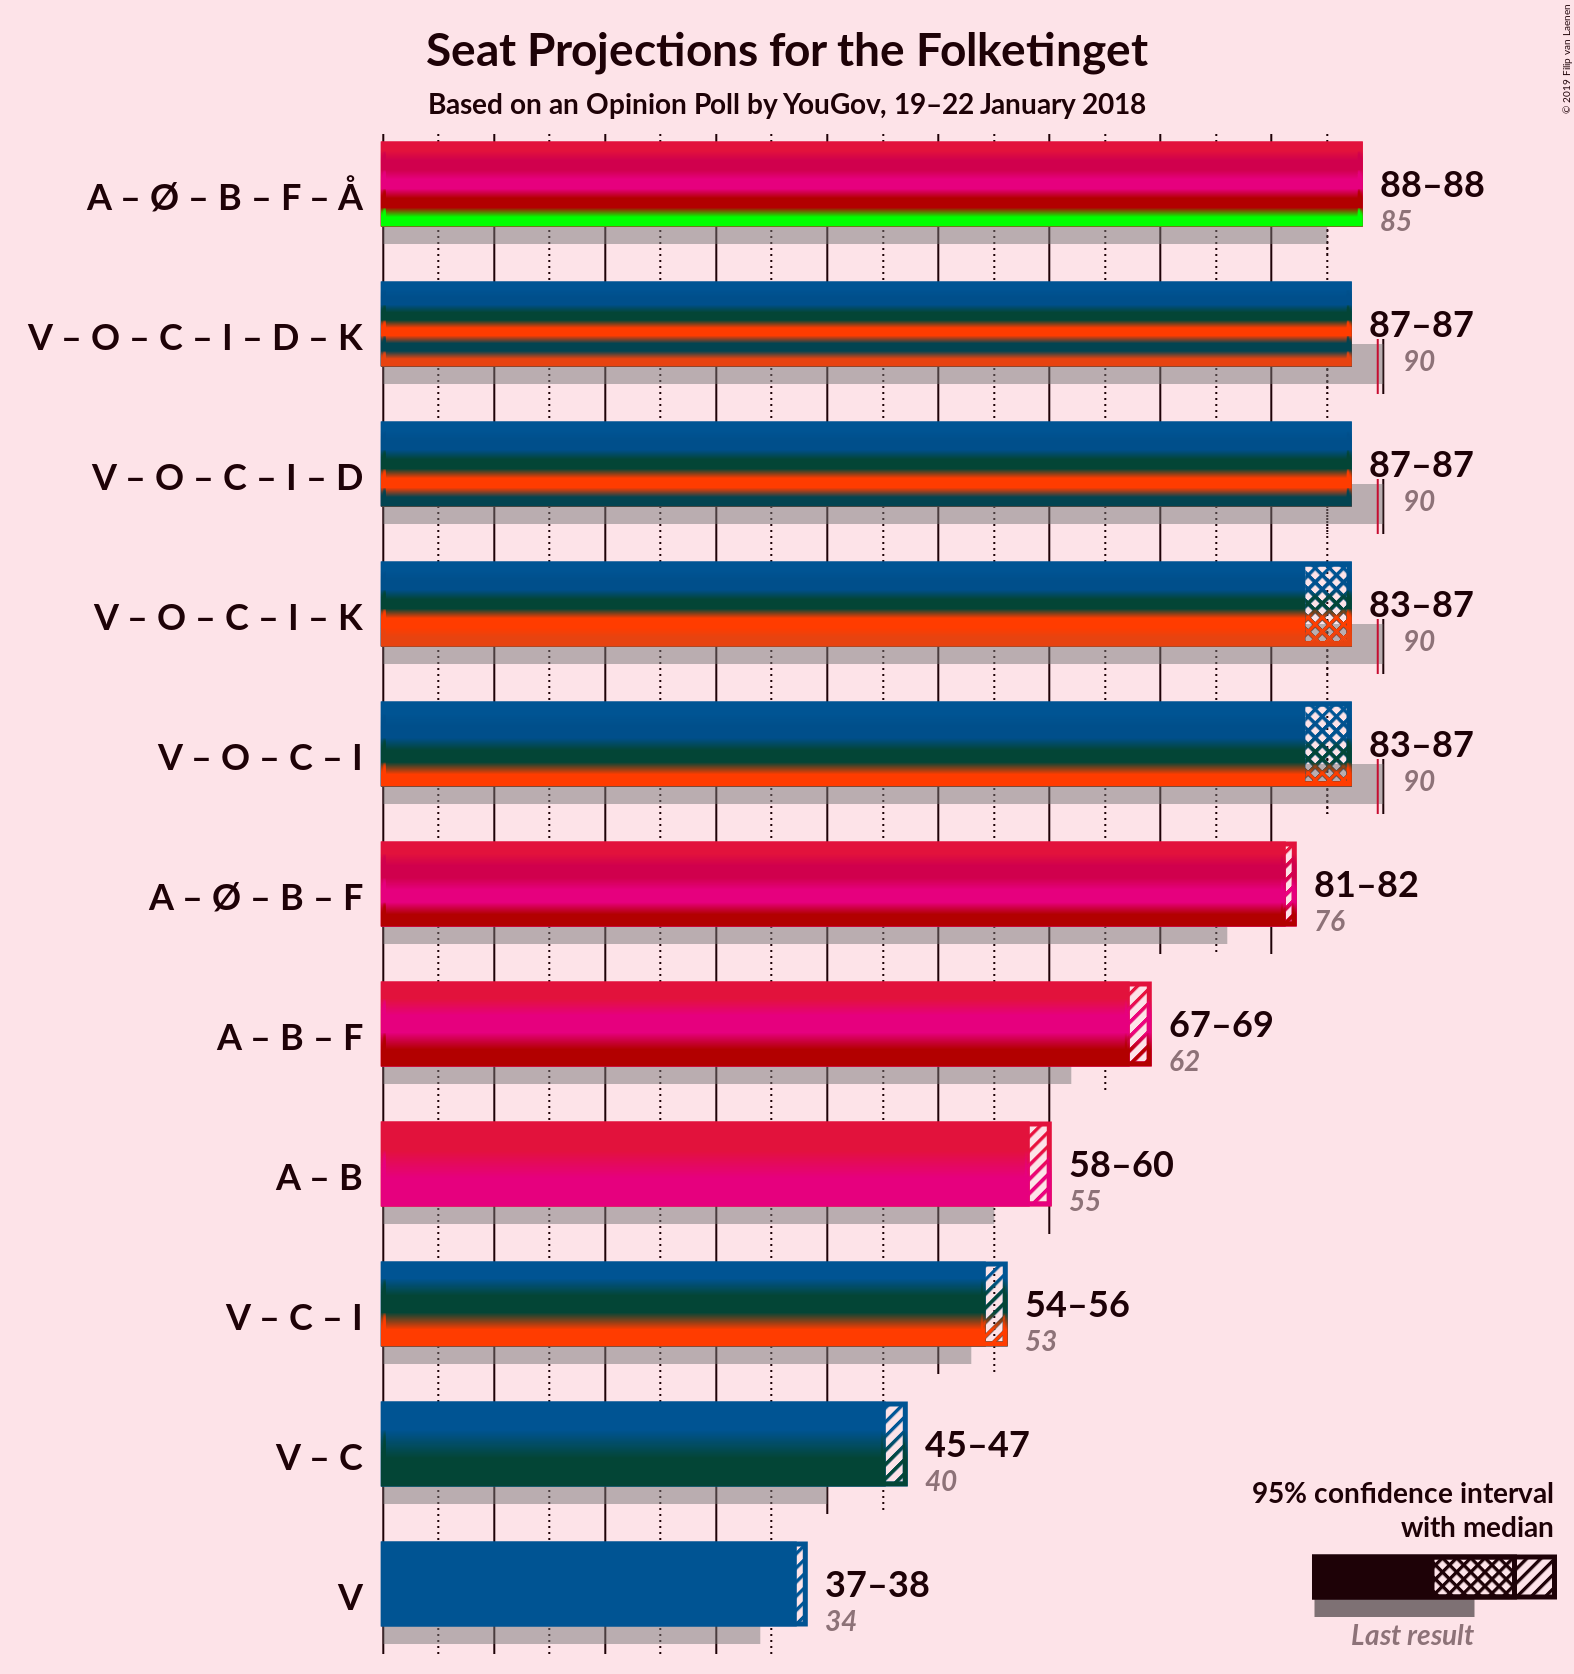 Seat Projections for the Folketinget
Based on an Opinion Poll by YouGov, 19–22 January 2018
© 2019 Filip van Laenen
A – Ø – B – F – Å
88–88
85
V – O – C – I – D – K
87–87
90
V – O – C – I – D
87–87
90
V – O – C – I – K
83–87
90
V – O – C – I
83–87
90
A – Ø – B – F
81–82
76
A – B – F
67–69
62
A – B
58–60
55
V – C – I
54–56
53
V – C
45–47
40
V
37–38
34
95% confidence interval
with median
Last result